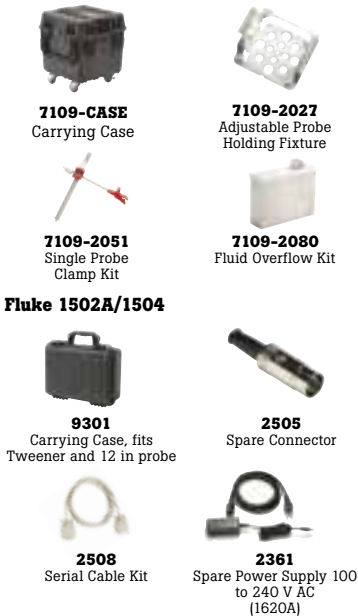 7109-CASE
Carrying Case
7109-2027
Adjustable Probe
Holding Fixture
7109-2051
Single Probe
Clamp Kit
7109-2080
Fluid Overflow Kit
Fluke 1502A/1504
9301
Carrying Case, fits
Tweener and 12 in probe
2505
Spare Connector
2508
Serial Cable Kit
2361
Spare Power Supply 100
to 240 V AC
(1620A)